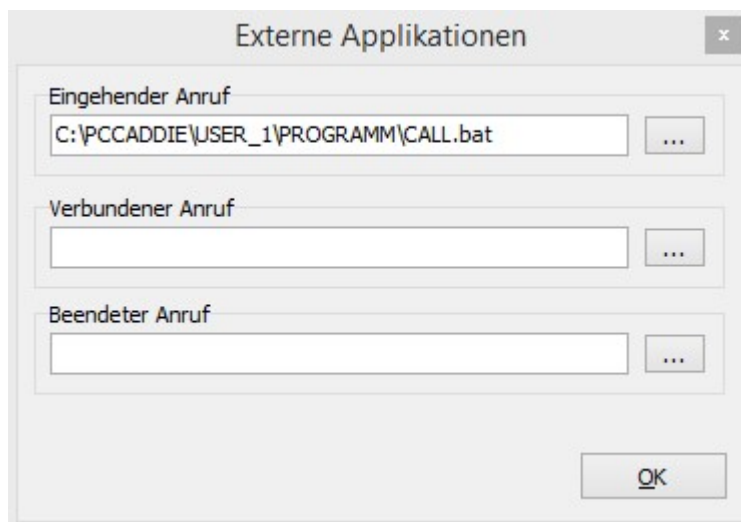 Externe Applikationen
x
Eingehender Anruf
C:\PCCADDIE\USER_1\PROGRAMM\CALL.bat
...
Verbundener Anruf
...
Beendeter Anruf
...
OK